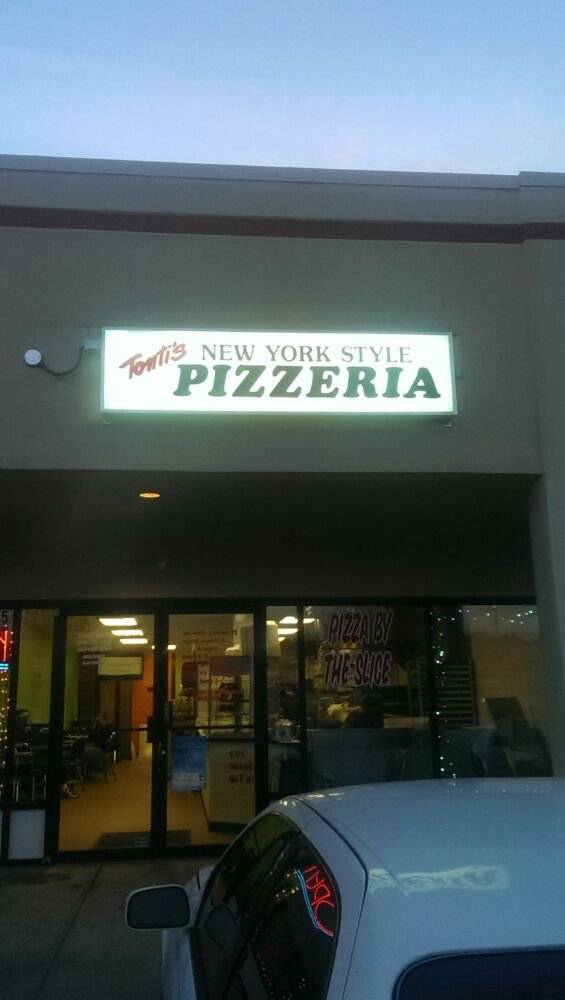 Tonti's NEW YORK STYLE
PIZZERIA
PIZZA BY
THE SLICE